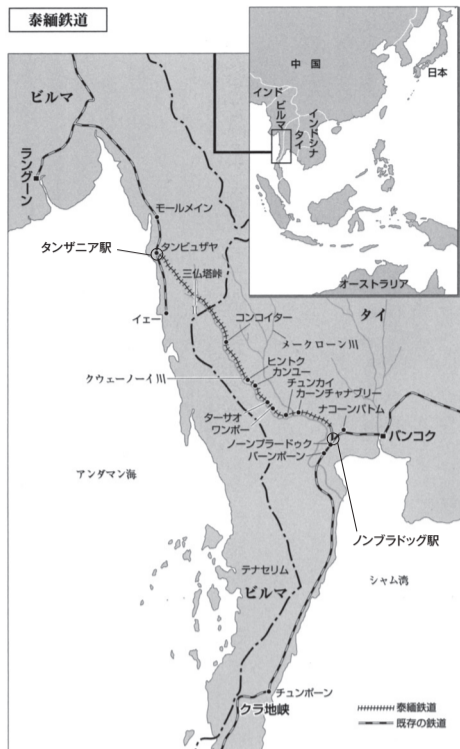 泰緬鉄道
中国
日本
インド
ビルマ
インドシナ
タイ
オーストラリア
ビルマ
ラングーン
モールメイン
タンザニア駅
タンビュザヤ
三仏塔峠
イェー
コンコイター
タイ
メークローン川
クウェーノーイ川
ヒントク
カンユー
チュンカイ
カーンチャナブリー
ナコーンパトム
ターサオ
ワンポー
ノーンプラードゥク
バーンポーン
バンコク
アンダマン海
ノンプラドッグ駅
テナセリム
ビルマ
シャム湾
チュンポーン
クラ地峡
泰緬鉄道
既存の鉄道